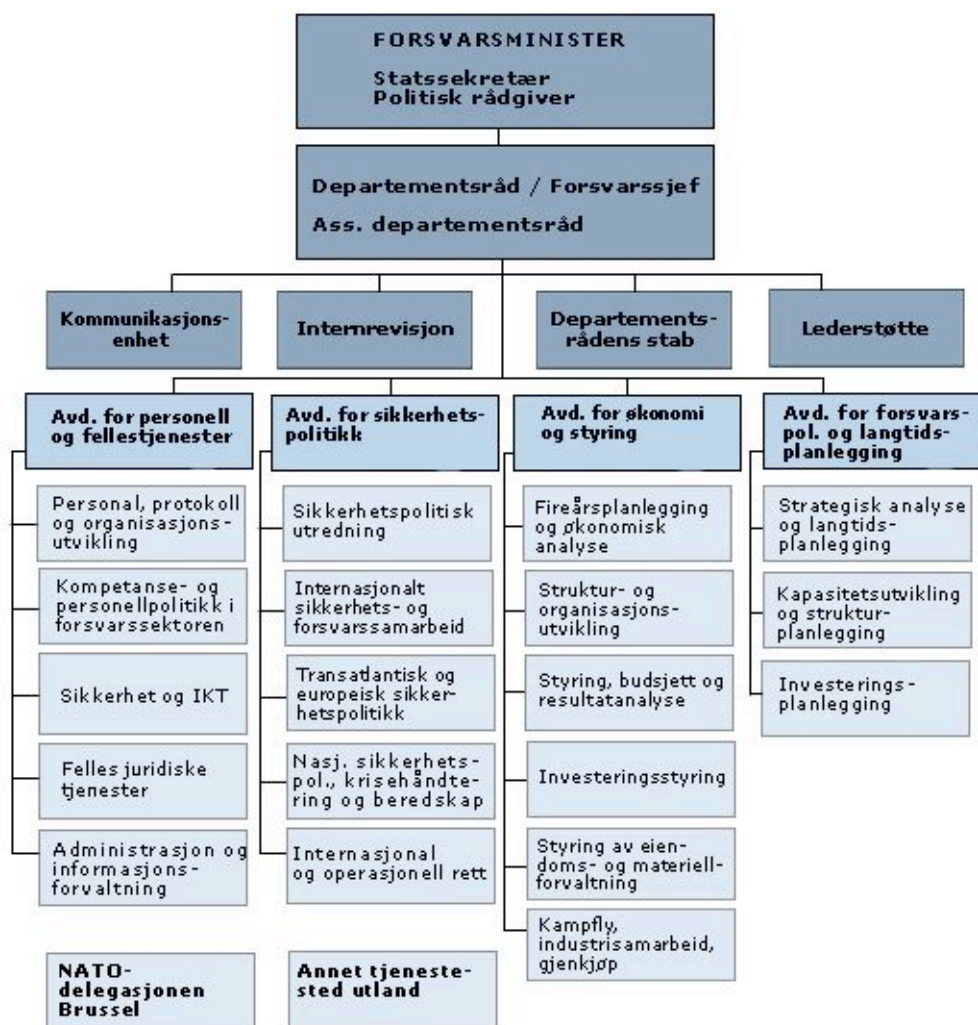 FORSVARSMINISTER
Statssekretær
Politisk rådgiver
Departementsråd / Forsvarssjef
Ass. departementsråd
Kommunikasjons-
enhet
Internrevisjon
Departements-
rådens stab
Lederstøtte
Avd. for personell
og fellestjenester
Avd. for sikkerhets-
politikk
Avd. for økonomi
og styring
Avd. for forsvars-
pol. og langtids-
planlegging
Personal, protokoll
og organisasjons-
utvikling
Kompetanse- og
personellpolitikk i
forsvarssektoren
Sikkerhet og IKT
Felles juridiske
tjenester
Administrasjon og
informasjons-
forvaltning
Sikkerhetspolitisk
utredning
Internasjonalt
sikkerhets- og
forsvarssamarbeid
Transatlantisk og
europeisk sikker-
hetspolitikk
Nasj. sikkerhets-
pol., krisehåndte-
ring og beredskap
Internasjonal
og operasjonell rett
Fireårsplanlegging
og økonomisk
analyse
Struktur- og
organisasjons-
utvikling
Styring, budsjett og
resultatanalyse
Investeringsstyring
Styring av eien-
doms- og materiell-
forvaltning
Kampfly,
industrisamarbeid,
gjenkjøp
Strategisk analyse
og langtids-
planlegging
Kapasitetsutvikling
og struktur-
planlegging
Investerings-
planlegging
NATO-
delegasjonen
Brussel
Annet tjeneste-
sted utland